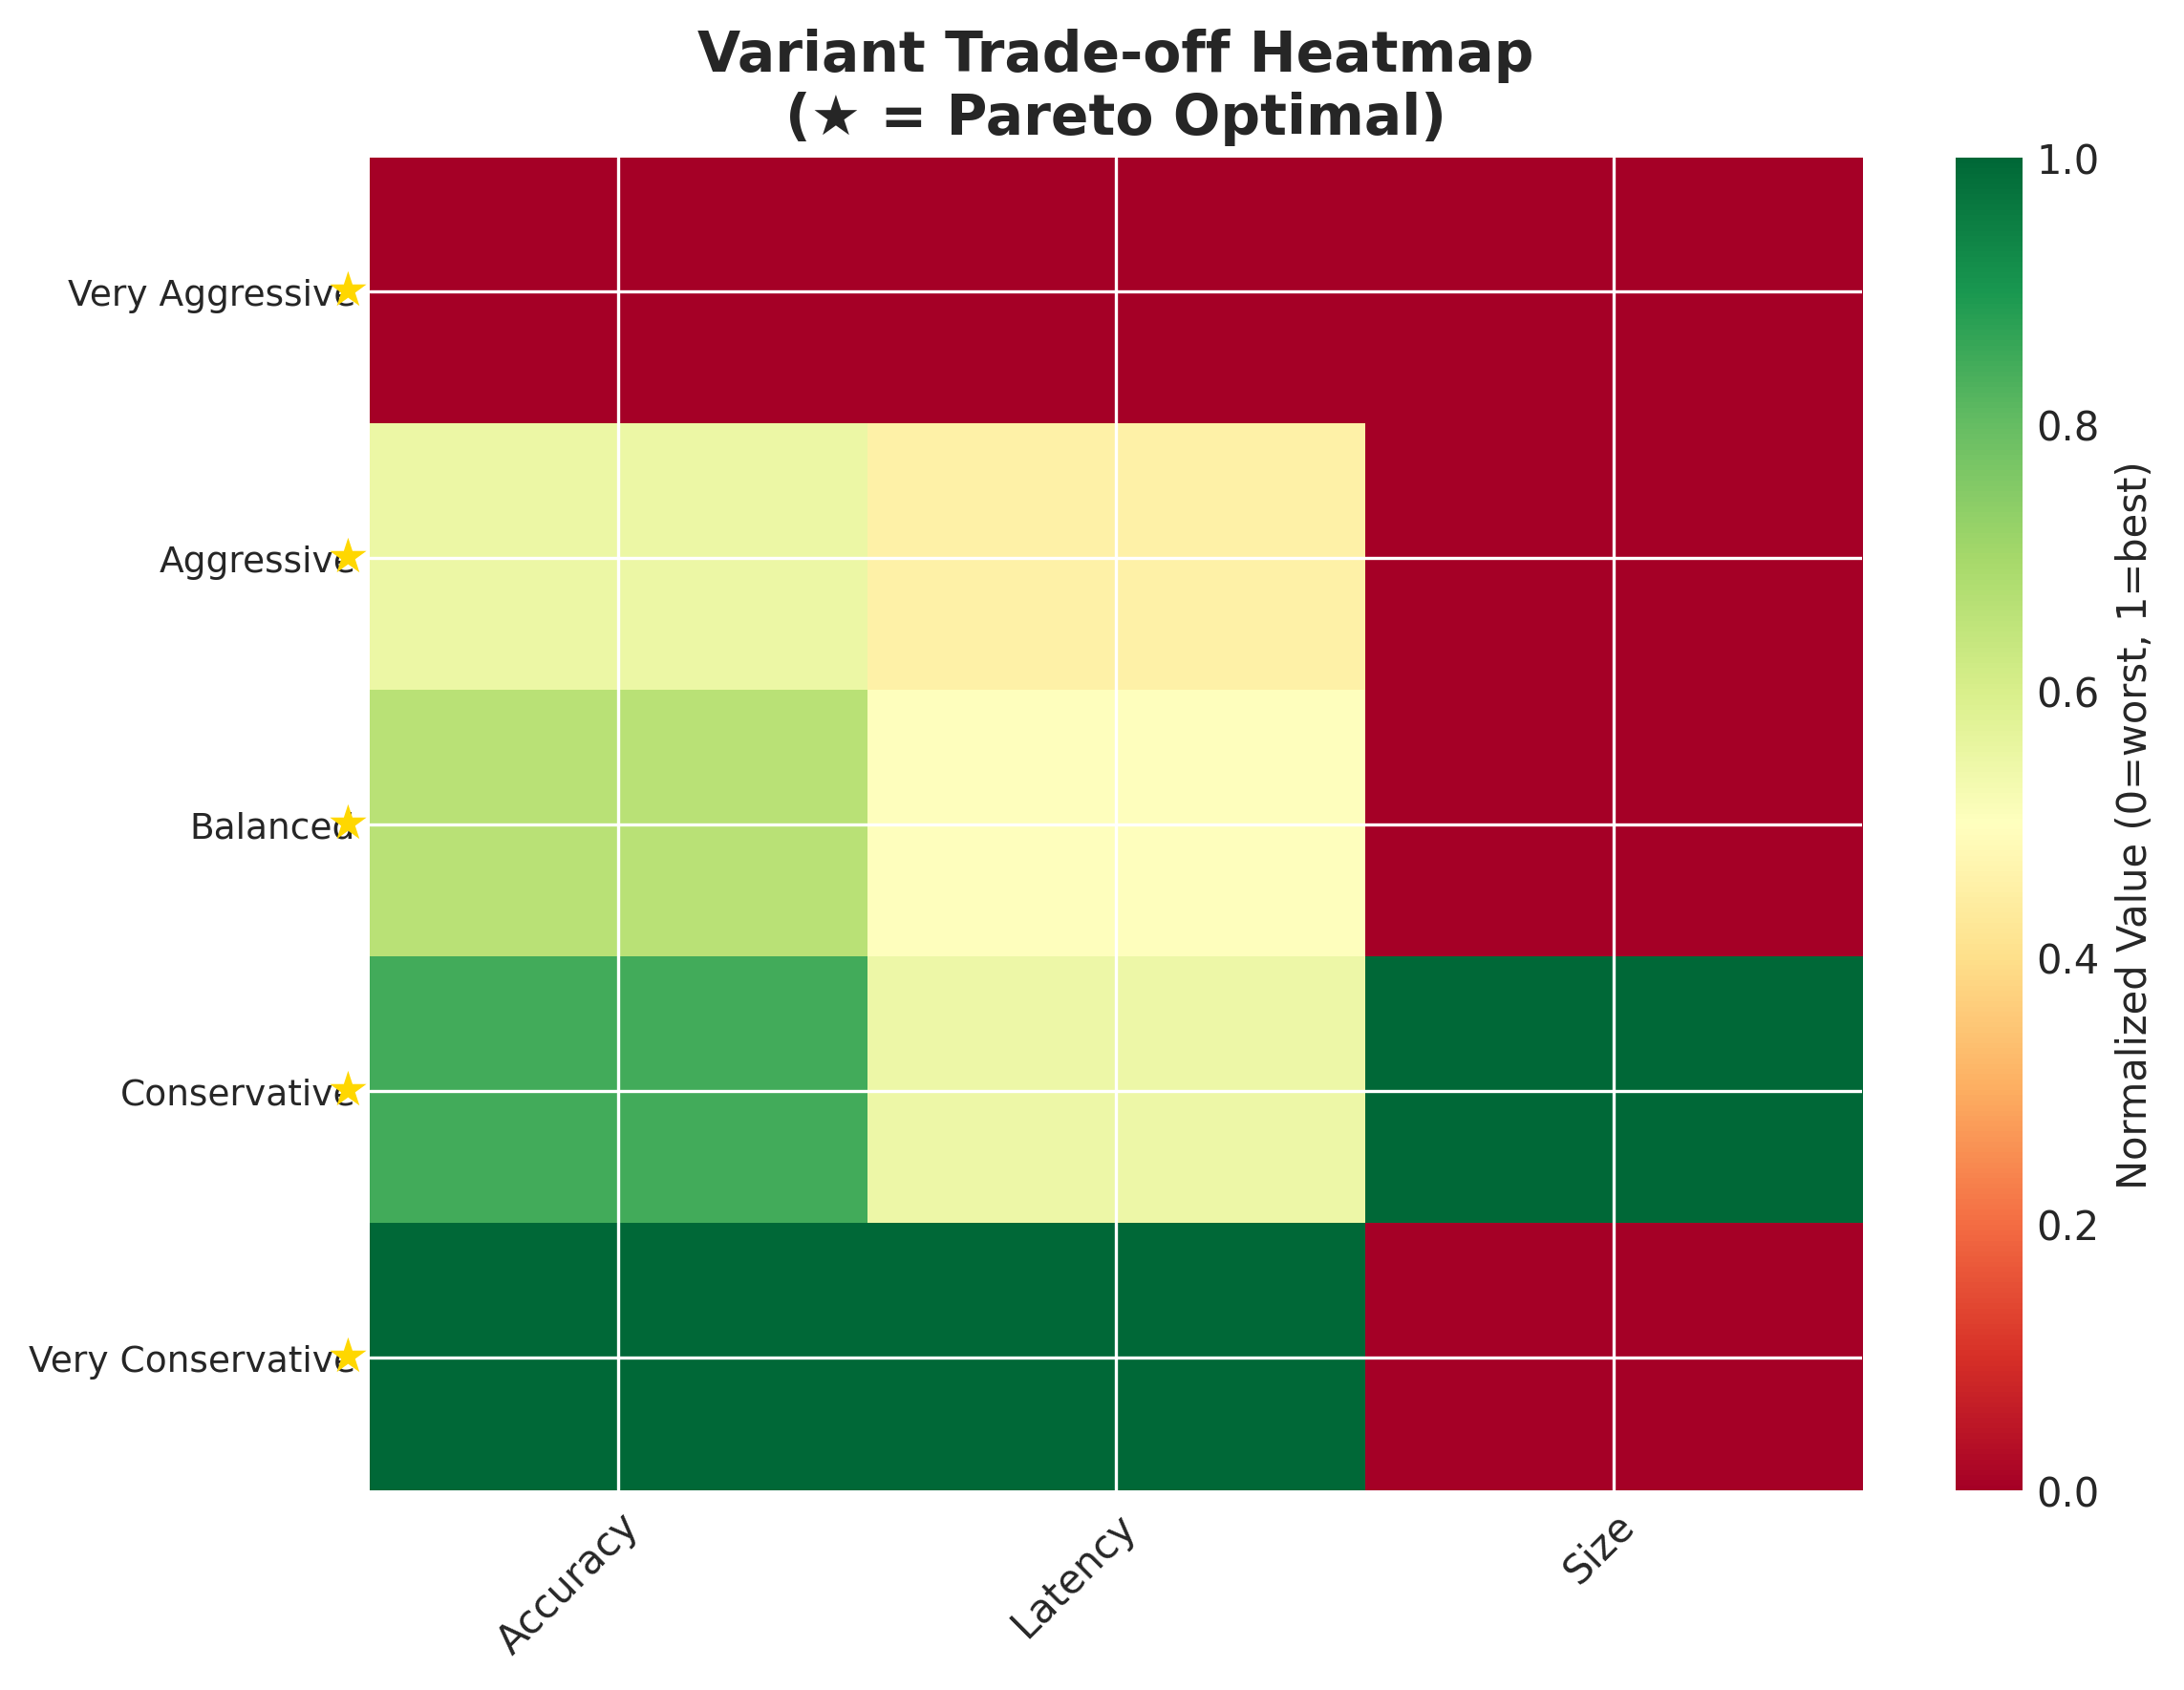 Variant Trade-off Heatmap
(★ = Pareto Optimal)
Very Aggressive
Aggressive
Balanced
Conservative
Very Conservative
Accuracy
Latency
Size
1.0
0.8
0.6
0.4
0.2
0.0
Normalized Value (0=worst, 1=best)